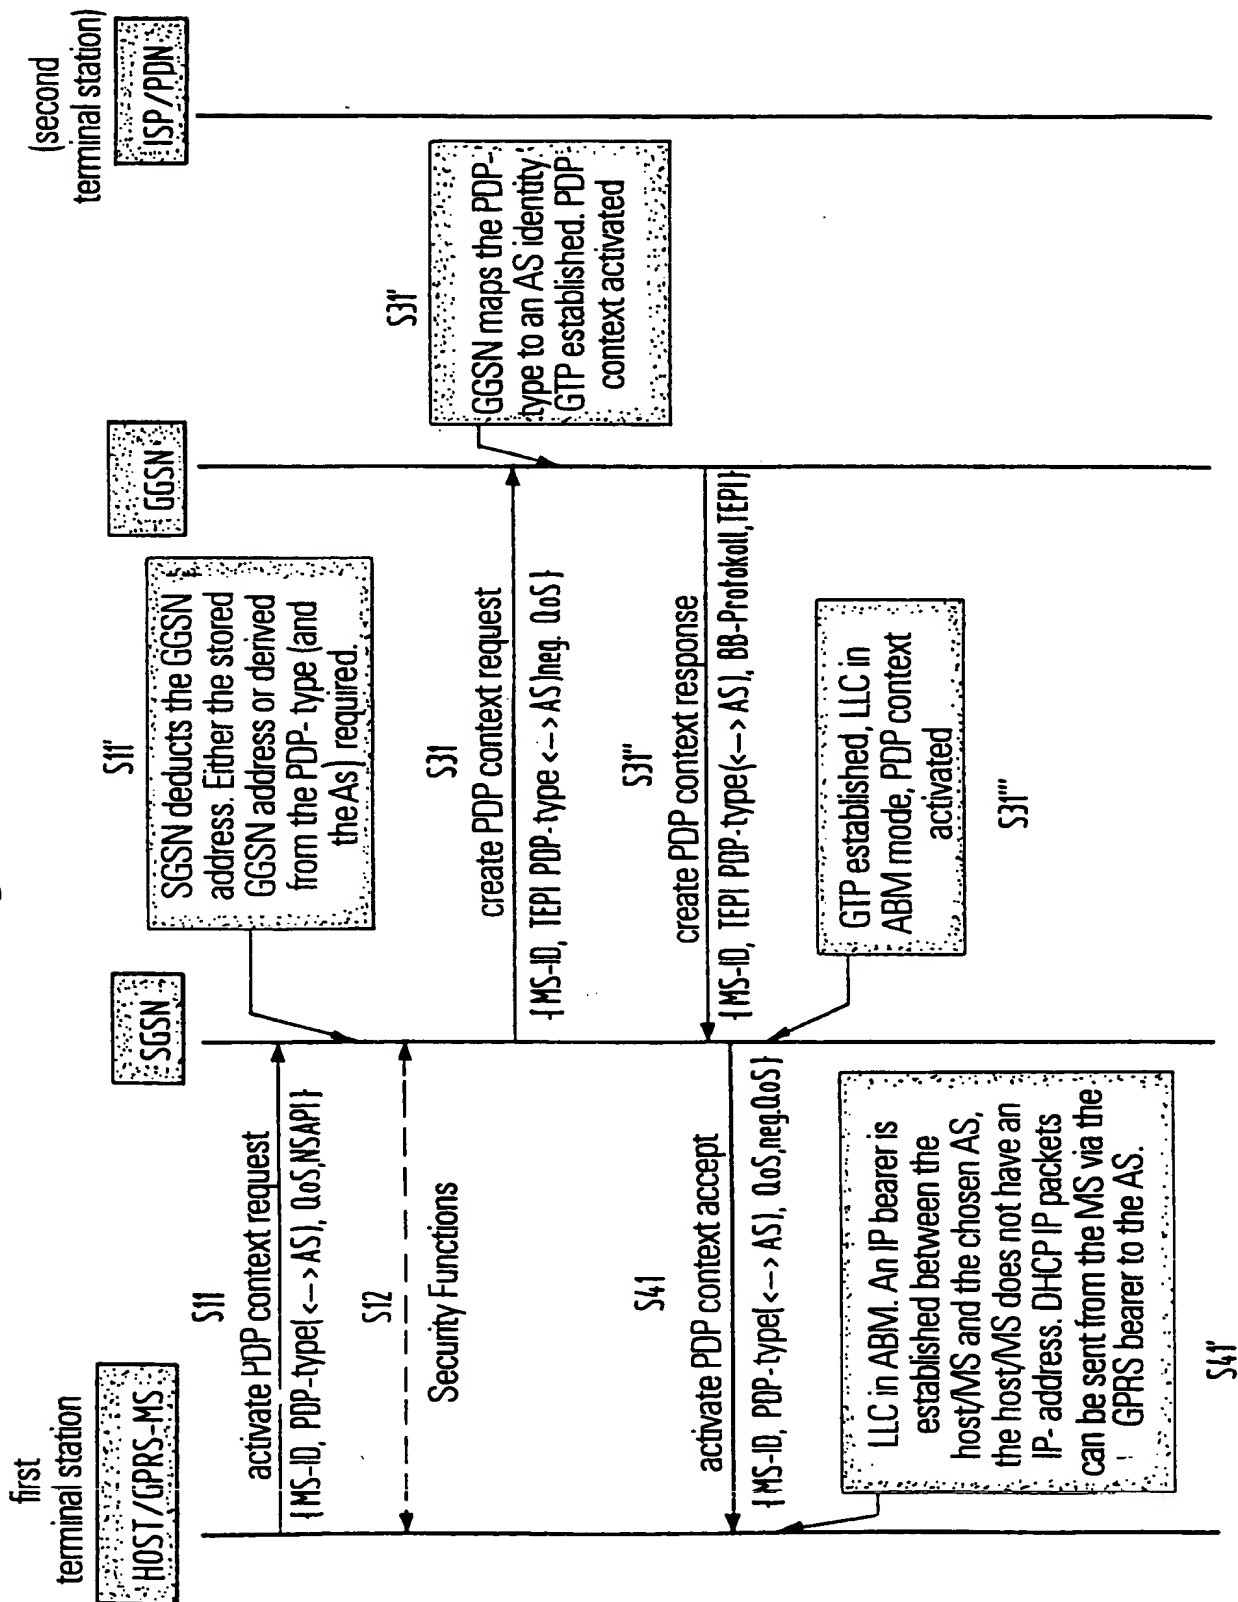 first
terminal station
HOST/GPRS-MS
SGSN
GGSN
(second
terminal station)
ISP/PDN
S11
activate PDP context request
{MS-ID, PDP-type(<-->AS), QoS,NSAPI}
S11'
SGSN deducts the GGSN
address. Either the stored
GGSN address or derived
from the PDP- type (and
the As) required.
S12
Security Functions
S31
create PDP context request
{MS-ID, TEPI PDP-type <-->AS)neg. QoS}
S31'
GGSN maps the PDP-
type to an AS identity
GTP established. PDP
context activated
S31''
create PDP context response
{MS-ID, TEPI PDP-type(<-->AS), BB-Protokoll,TEPI}
GTP established, LLC in
ABM mode, PDP context
activated
S31'''
S41
activate PDP context accept
{MS-ID, PDP-type(<-->AS), QoS,neg.QoS}
LLC in ABM. An IP bearer is
established between the
host/MS and the chosen AS,
the host/MS does not have an
IP- address. DHCP IP packets
can be sent from the MS via the
GPRS bearer to the AS.
S41'